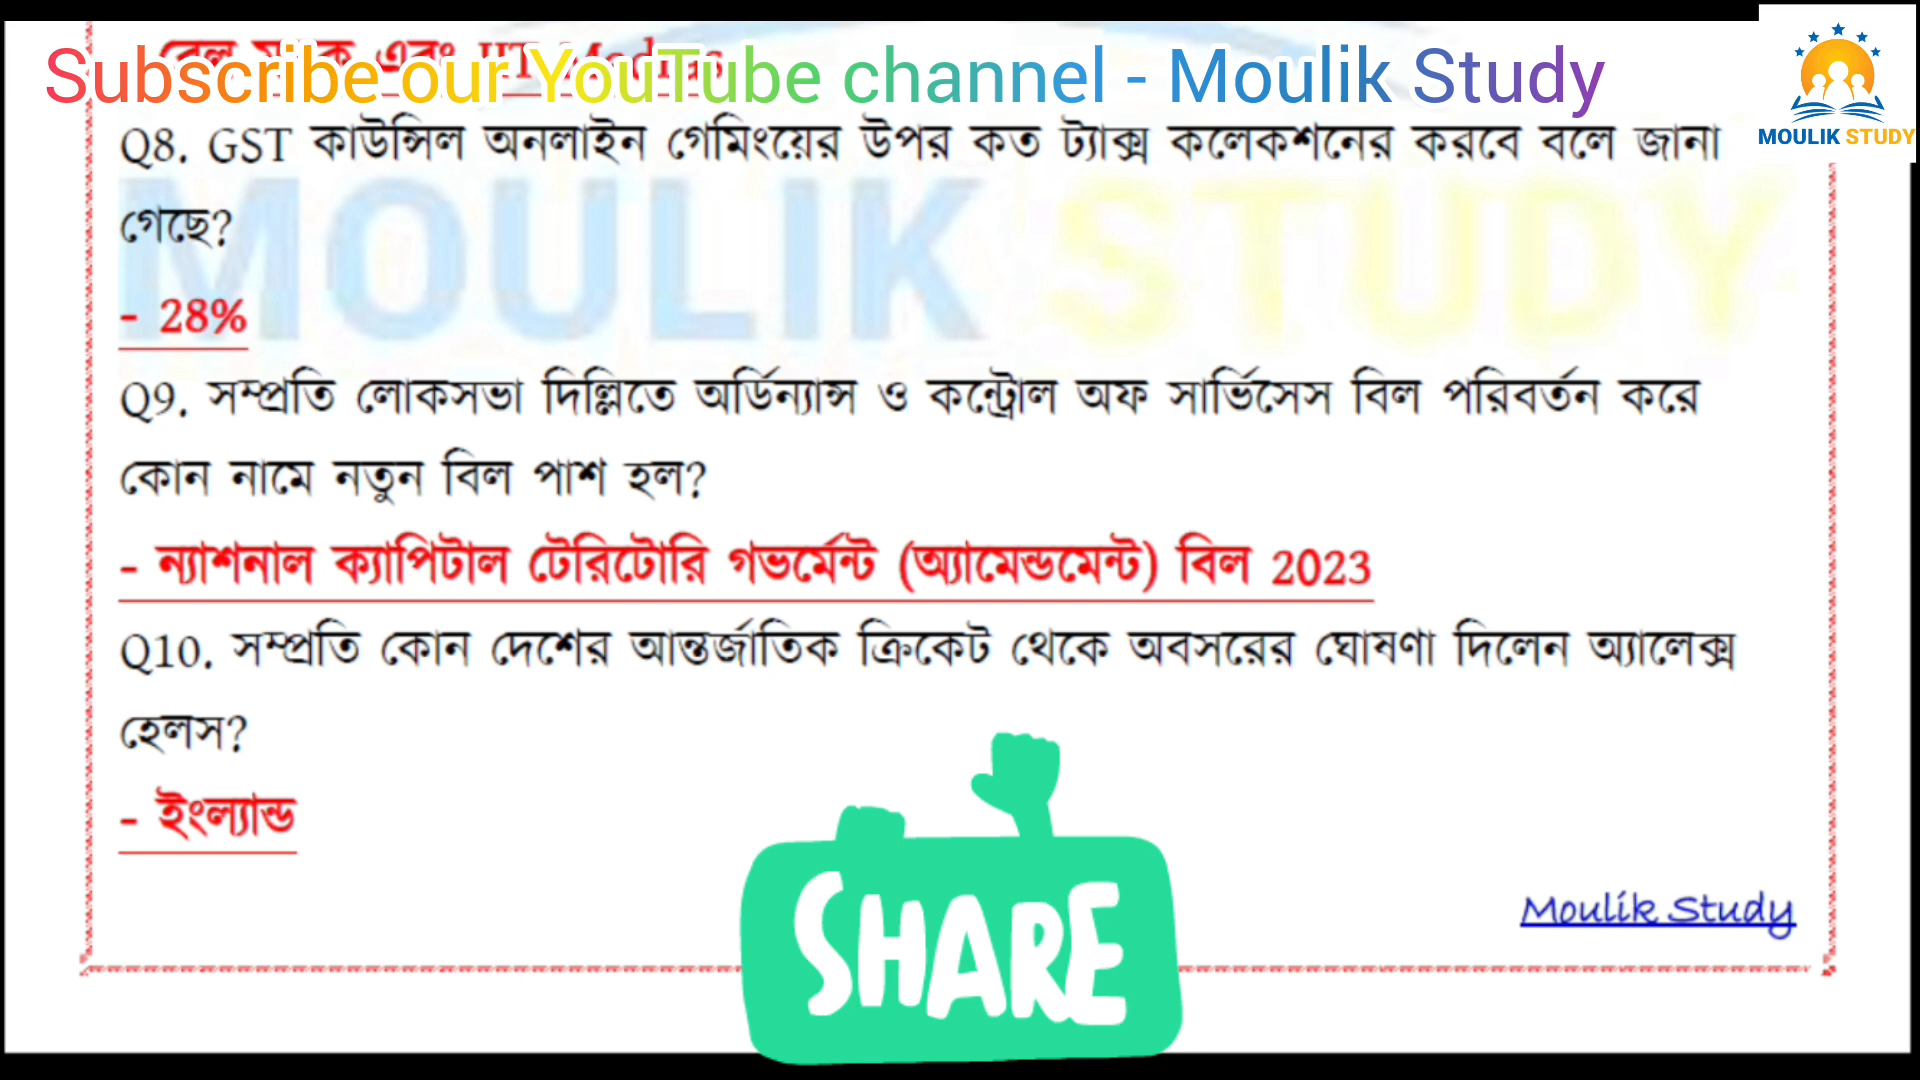 Subscribe our YouTube channel - Moulik Study
MOULIK STUDY
Q8. GST কাউন্সিল অনলাইন গেমিংয়ের উপর কত ট্যাক্স কলেকশনের করবে বলে জানা
গেছে?
MOULIK STUDY
- 28%
Q9. সম্প্রতি লোকসভা দিল্লিতে অর্ডিন্যান্স ও কন্ট্রোল অফ সার্ভিসেস বিল পরিবর্তন করে
কোন নামে নতুন বিল পাশ হল?
- ন্যাশনাল ক্যাপিটাল টেরিটোরি গভর্মেন্ট (অ্যামেন্ডমেন্ট) বিল 2023
Q10. সম্প্রতি কোন দেশের আন্তর্জাতিক ক্রিকেট থেকে অবসরের ঘোষণা দিলেন অ্যালেক্স
হেলস?
- ইংল্যান্ড
Moulik Study
SHARE